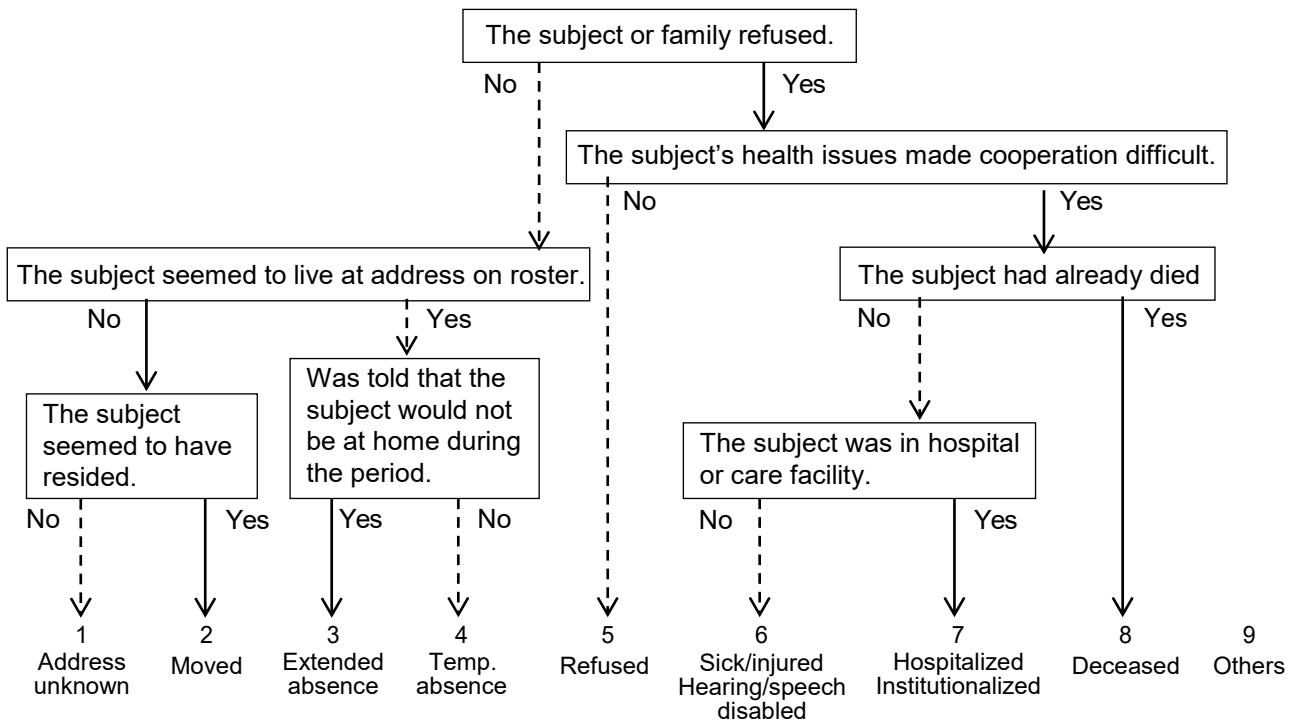 The subject or family refused.
No
Yes
The subject’s health issues made cooperation difficult.
No
Yes
The subject seemed to live at address on roster.
The subject had already died
No
Yes
No
Yes
Was told that the
subject would not
be at home during
the period.
The subject
seemed to have
resided.
The subject was in hospital
or care facility.
No
Yes
Yes
No
No
Yes
1
Address
unknown
2
Moved
3
Extended
absence
4
Temp.
absence
5
Refused
6
Sick/injured
Hearing/speech
disabled
7
Hospitalized
Institutionalized
8
Deceased
9
Others